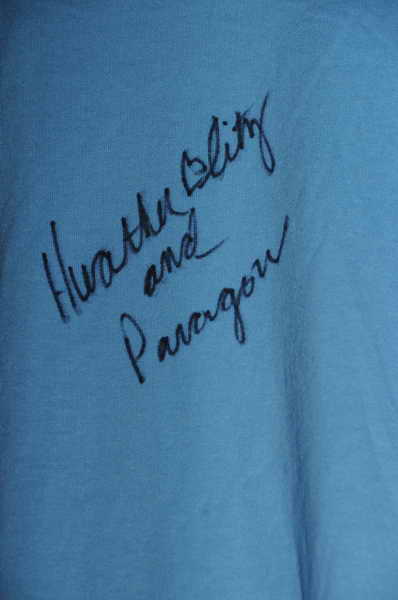 Heather Blitz
and
Paragon